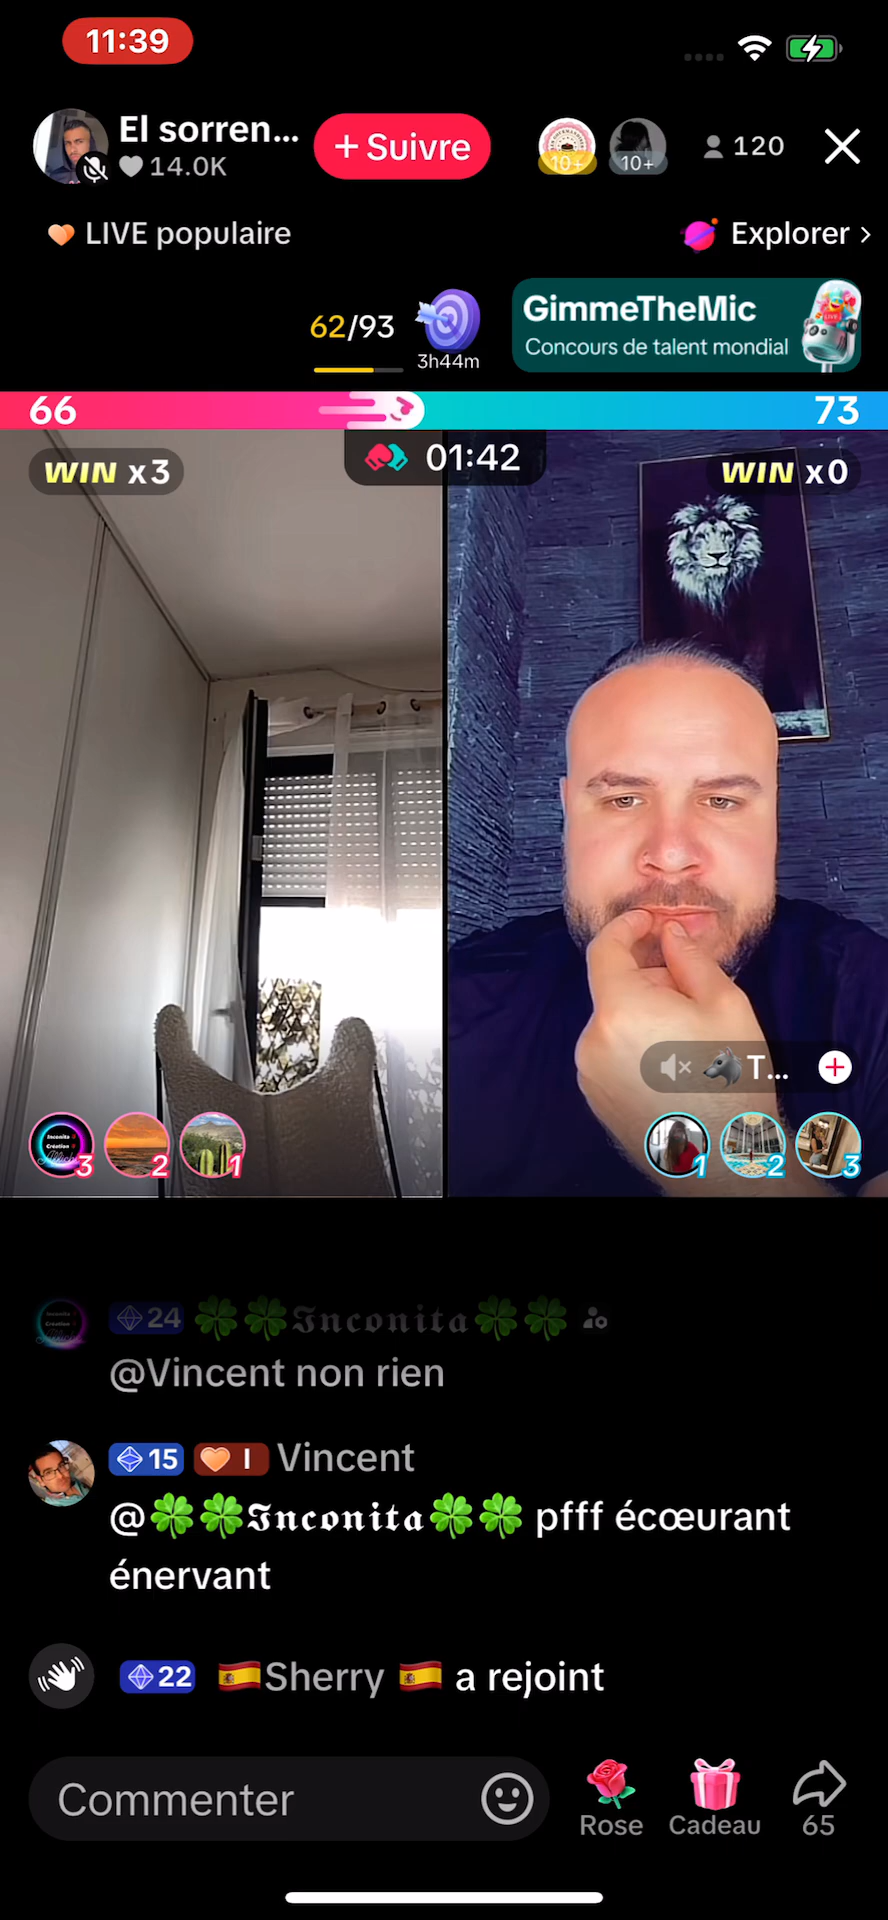 11:39
El sorren...
14.0K
+ Suivre
10+
10+
120
LIVE populaire
Explorer >
62/93
3h44m
GimmeTheMic
Concours de talent mondial
66
73
WIN x3
01:42
WIN x0
T...
3
2
1
1
2
3
24 🍀🍀𝕴𝖓𝖈𝖔𝖓𝖎𝖙𝖆🍀🍀
@Vincent non rien
15 I Vincent
@🍀🍀𝕴𝖓𝖈𝖔𝖓𝖎𝖙𝖆🍀🍀 pfff écœurant
énervant
22 🇪🇸Sherry 🇪🇸 a rejoint
Commenter
Rose
Cadeau
65